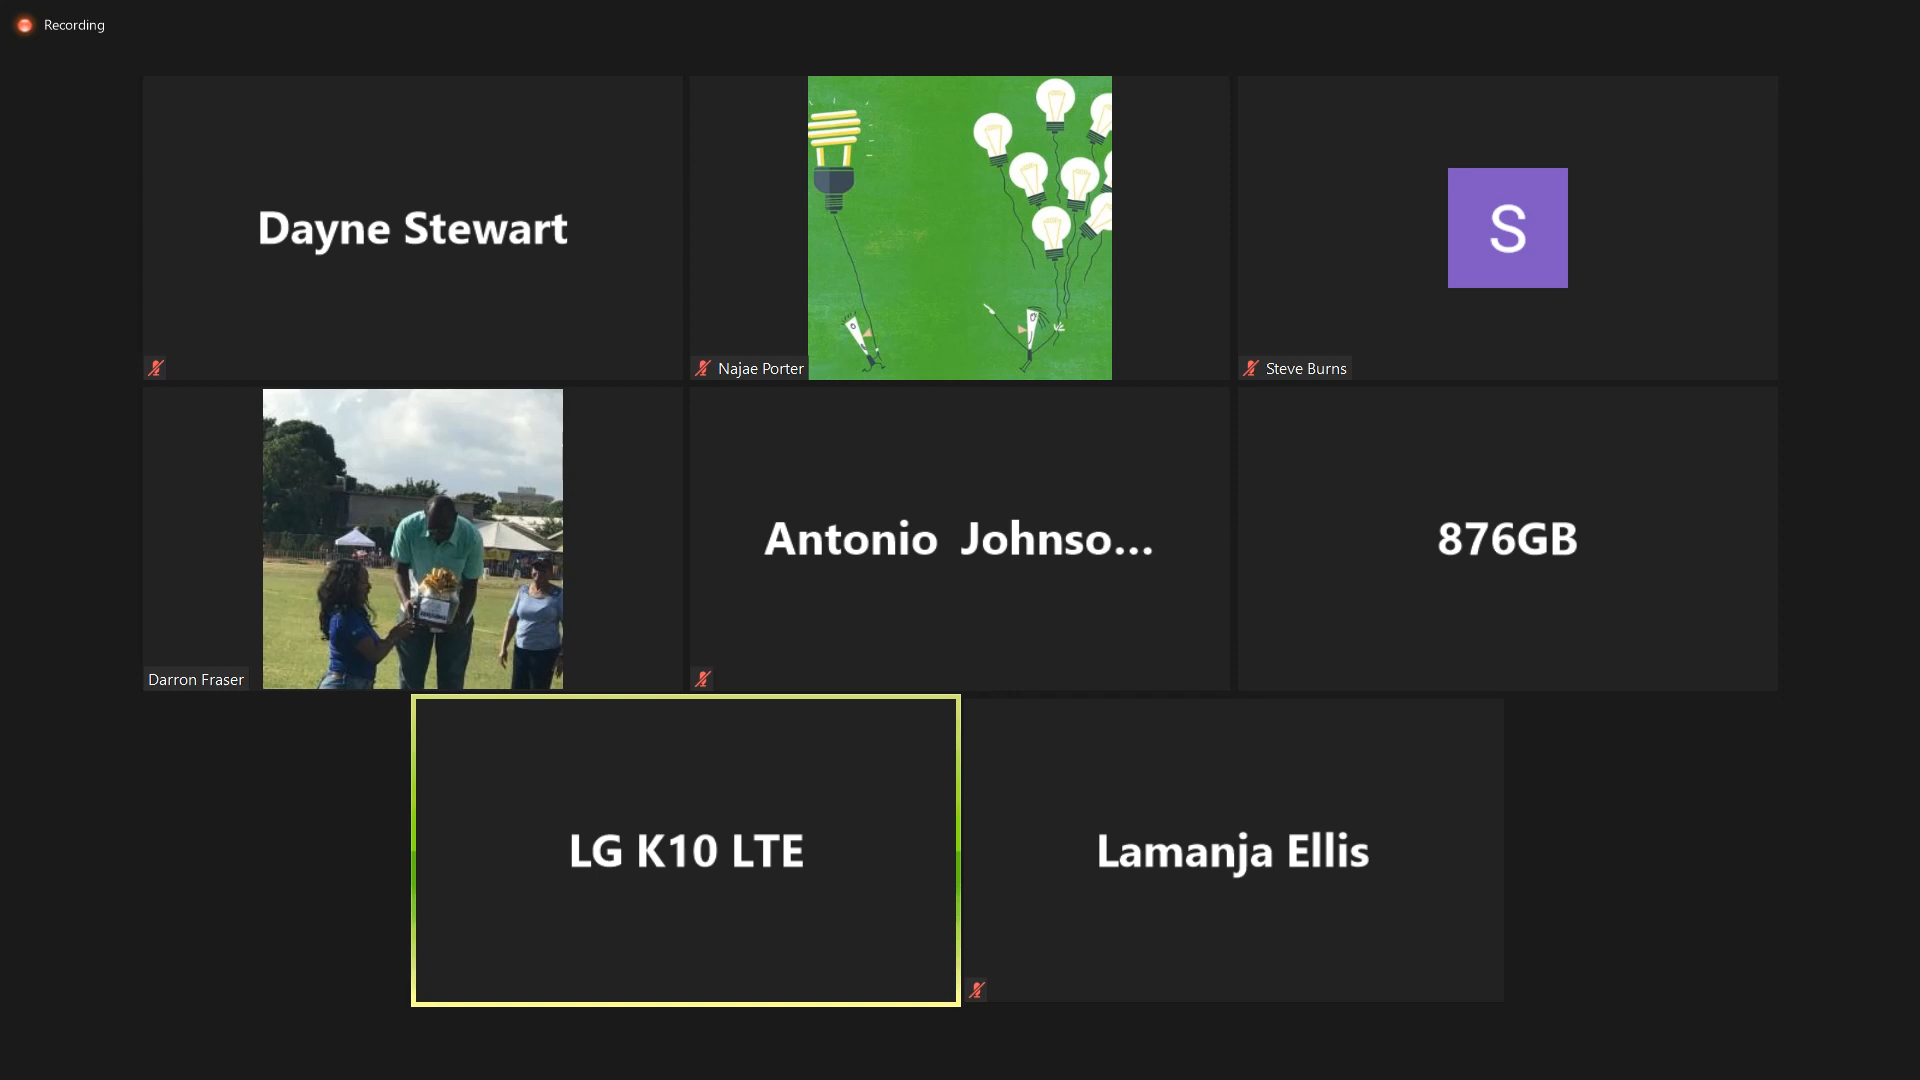 Recording
Dayne Stewart
Najae Porter
S
Steve Burns
Darron Fraser
Antonio  Johnso...
876GB
LG K10 LTE
Lamanja Ellis